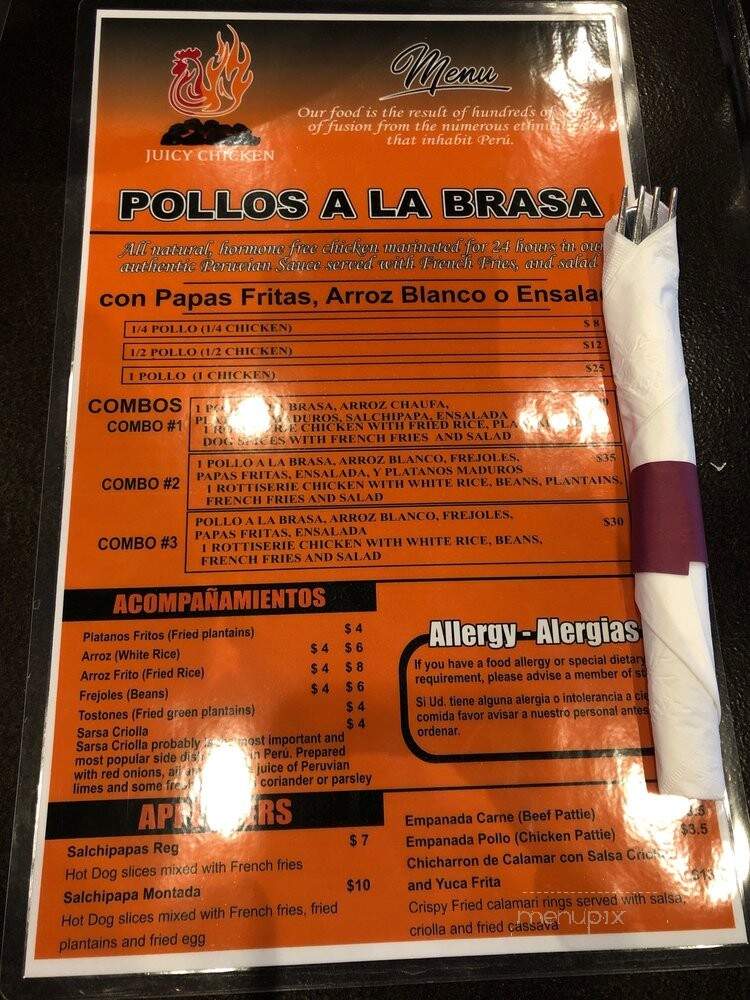 JUICY CHICKEN
Menu
Our food is the result of hundreds of
of fusion from the numerous
that inhabit Perú.
POLLOS A LA BRASA
All natural, hormone free chicken marinated for 24 hours in our
authentic Peruvian Sauce served with French Fries, and salad
con Papas Fritas, Arroz Blanco o
1/4 POLLO (1/4 CHICKEN) $ 8
1/2 POLLO (1/2 CHICKEN) $12
1 POLLO (1 CHICKEN) $25
COMBOS
COMBO #1
1 BRASA, ARROZ CHAUFA,
MADUROS, SALCHIPAPA, ENSALADA
1 CHICKEN WITH FRIED RICE,
DOG WITH FRENCH FRIES AND SALAD
COMBO #2
1 POLLO A LA BRASA, ARROZ BLANCO, FREJOLES, $35
PAPAS FRITAS, ENSALADA, Y PLATANOS MADUROS
1 ROTTISERIE CHICKEN WITH WHITE RICE, BEANS, PLANTAINS,
FRENCH FRIES AND SALAD
COMBO #3
POLLO A LA BRASA, ARROZ BLANCO, FREJOLES, $30
PAPAS FRITAS, ENSALADA
1 ROTTISERIE CHICKEN WITH WHITE RICE, BEANS,
FRENCH FRIES AND SALAD
ACOMPAÑAMIENTOS
Platanos Fritos (Fried plantains) $ 4
Arroz (White Rice) $ 4 $ 6
Arroz Frito (Fried Rice) $ 4 $ 8
Frejoles (Beans) $ 4 $ 6
Tostones (Fried green plantains) $ 4
Sarsa Criolla $ 4
Sarsa Criolla probably most important and
most popular side in Perú. Prepared
with red onions, juice of Peruvian
limes and some coriander or parsley
Allergy - Alergias
If you have a food allergy or special dietary
requirement, please advise a member of
Si Ud. tiene alguna alergia o intolerancia a
comida favor avisar a nuestro personal antes
ordenar.
APPETIZERS
Salchipapas Reg $ 7
Hot Dog slices mixed with French fries
Salchipapa Montada $10
Hot Dog slices mixed with French fries, fried
plantains and fried egg
Empanada Carne (Beef Pattie)
Empanada Pollo (Chicken Pattie) $3.5
Chicharron de Calamar con Salsa
and Yuca Frita $13
Crispy Fried calamari rings served with salsa,
criolla and fried cassava
menupix